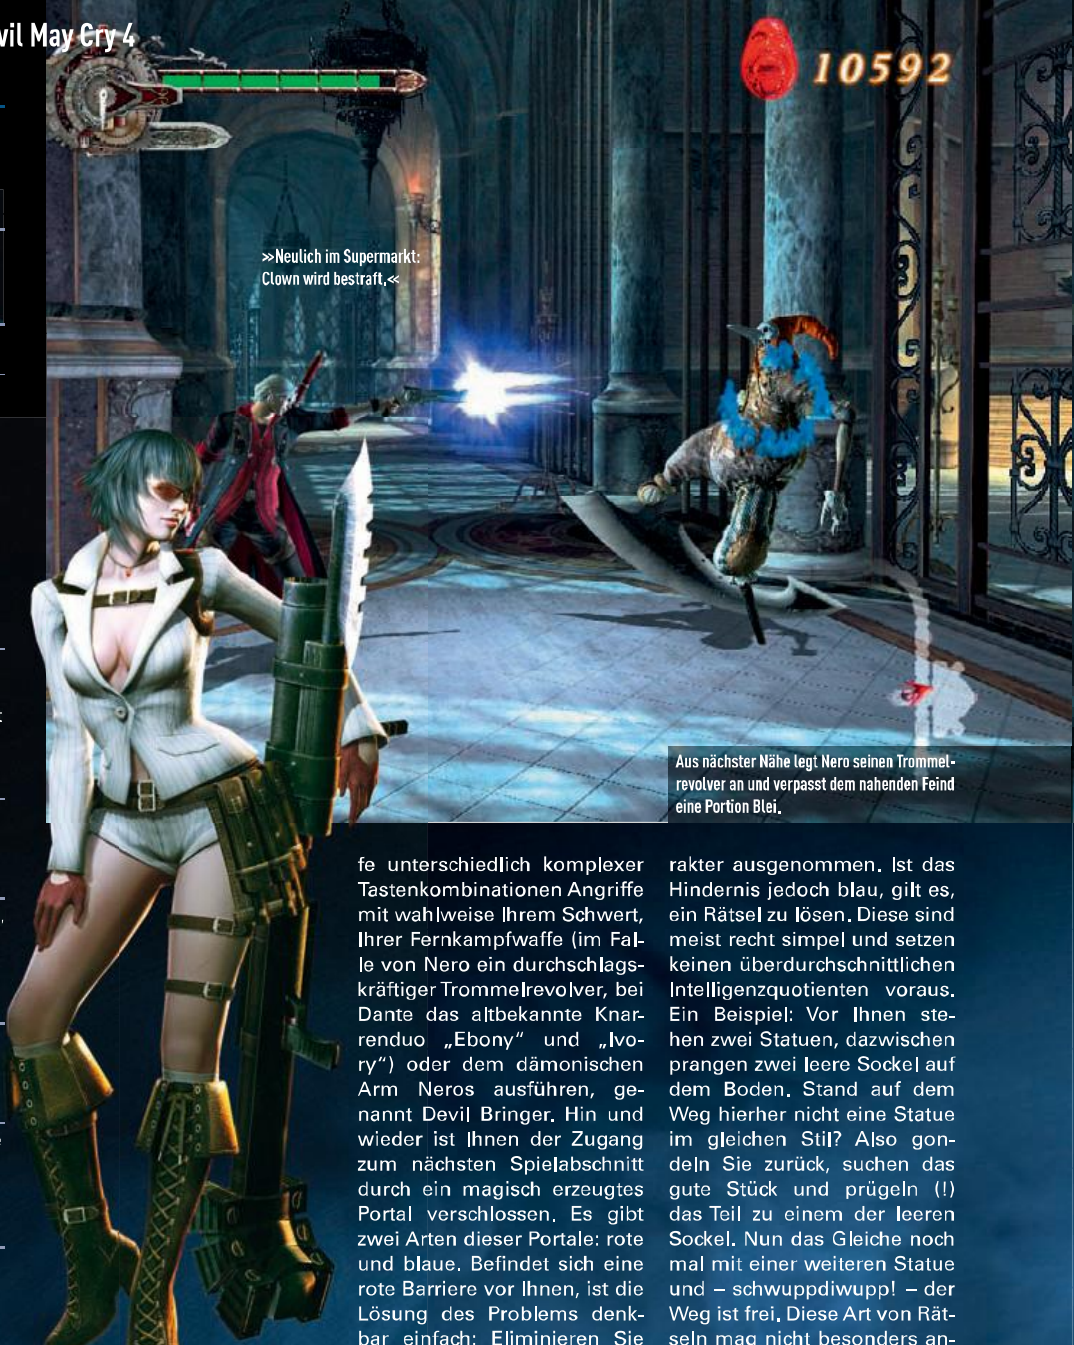 vil May Cry 4
10592
»Neulich im Supermarkt:
Clown wird bestraft.«
Aus nächster Nähe legt Nero seinen Trommel-
revolver an und verpasst dem nahenden Feind
eine Portion Blei.
fe unterschiedlich komplexer
Tastenkombinationen Angriffe
mit wahlweise Ihrem Schwert,
Ihrer Fernkampfwaffe (im Fal-
le von Nero ein durchschlags-
kräftiger Trommelrevolver, bei
Dante das altbekannte Knar-
renduo „Ebony“ und „Ivo-
ry“) oder dem dämonischen
Arm Neros ausführen, ge-
nannt Devil Bringer. Hin und
wieder ist Ihnen der Zugang
zum nächsten Spielabschnitt
durch ein magisch erzeugtes
Portal verschlossen. Es gibt
zwei Arten dieser Portale: rote
und blaue. Befindet sich eine
rote Barriere vor Ihnen, ist die
Lösung des Problems denk-
bar einfach: Eliminieren Sie
rakter ausgenommen. Ist das
Hindernis jedoch blau, gilt es,
ein Rätsel zu lösen. Diese sind
meist recht simpel und setzen
keinen überdurchschnittlichen
Intelligenzquotienten voraus.
Ein Beispiel: Vor Ihnen ste-
hen zwei Statuen, dazwischen
prangen zwei leere Sockel auf
dem Boden. Stand auf dem
Weg hierher nicht eine Statue
im gleichen Stil? Also gon-
deln Sie zurück, suchen das
gute Stück und prügeln (!)
das Teil zu einem der leeren
Sockel. Nun das Gleiche noch
mal mit einer weiteren Statue
und – schwuppdiwupp! – der
Weg ist frei. Diese Art von Rät-
seln mag nicht besonders an-